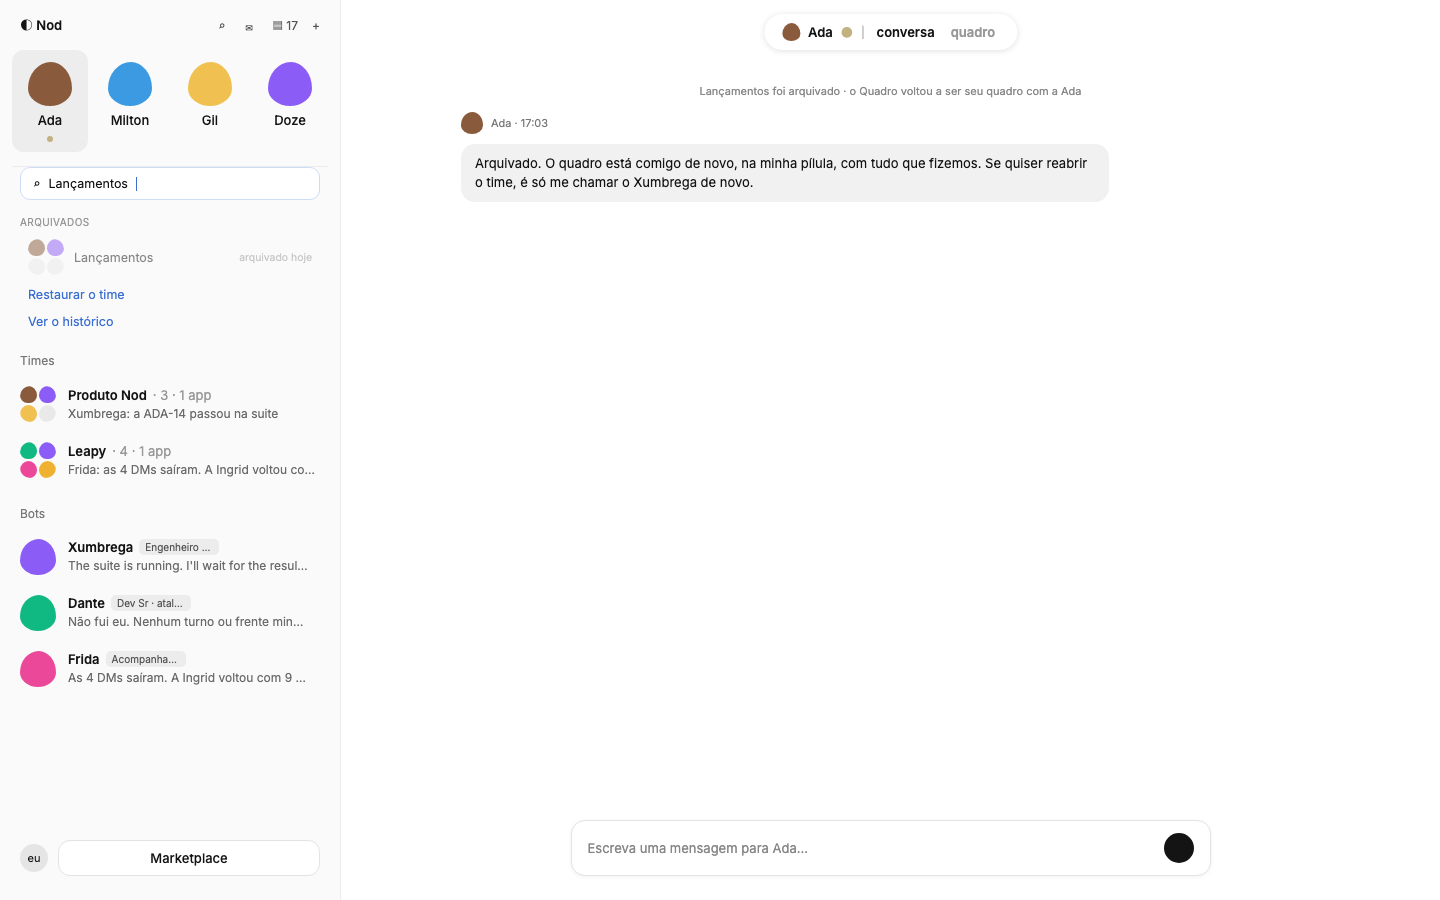 Nod
17
+
Ada
Milton
Gil
Doze
Lançamentos
ARQUIVADOS
Lançamentos
arquivado hoje
Restaurar o time
Ver o histórico
Times
Produto Nod · 3 · 1 app
Xumbrega: a ADA-14 passou na suite
Leapy · 4 · 1 app
Frida: as 4 DMs saíram. A Ingrid voltou co...
Bots
Xumbrega Engenheiro ...
The suite is running. I'll wait for the resul...
Dante Dev Sr · atal...
Não fui eu. Nenhum turno ou frente min...
Frida Acompanha...
As 4 DMs saíram. A Ingrid voltou com 9 ...
eu
Marketplace
Ada | conversa quadro
Lançamentos foi arquivado · o Quadro voltou a ser seu quadro com a Ada
Ada · 17:03
Arquivado. O quadro está comigo de novo, na minha pílula, com tudo que fizemos. Se quiser reabrir
o time, é só me chamar o Xumbrega de novo.
Escreva uma mensagem para Ada...